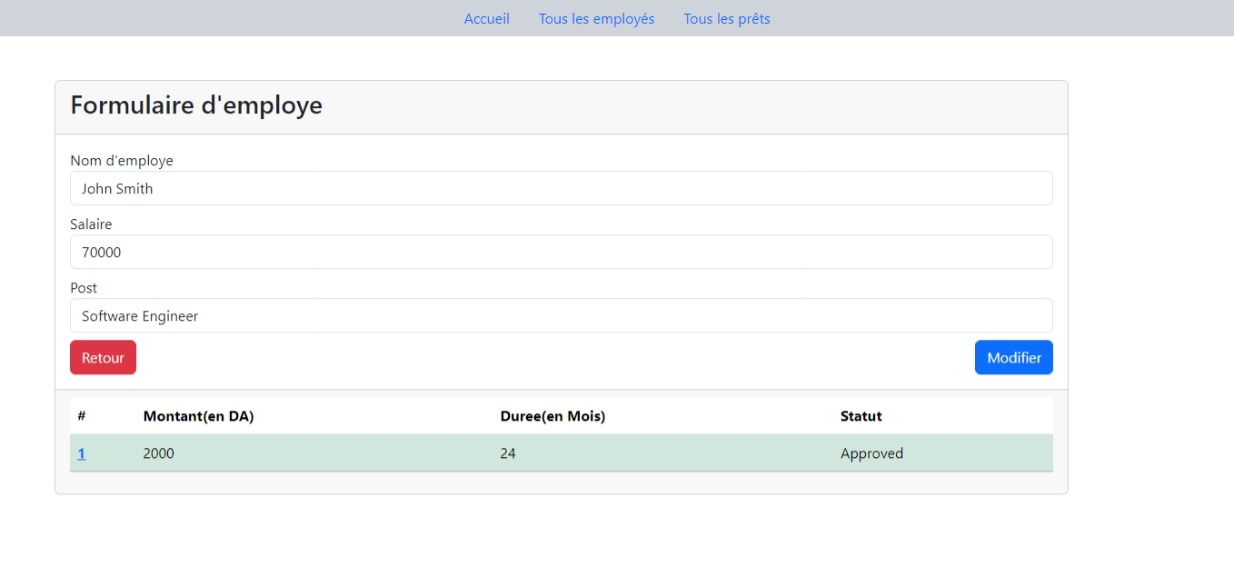 Accueil Tous les employés Tous les prêts
Formulaire d'employe
Nom d'employe
John Smith
Salaire
70000
Post
Software Engineer
Retour Modifier
# Montant(en DA) Duree(en Mois) Statut
1 2000 24 Approved